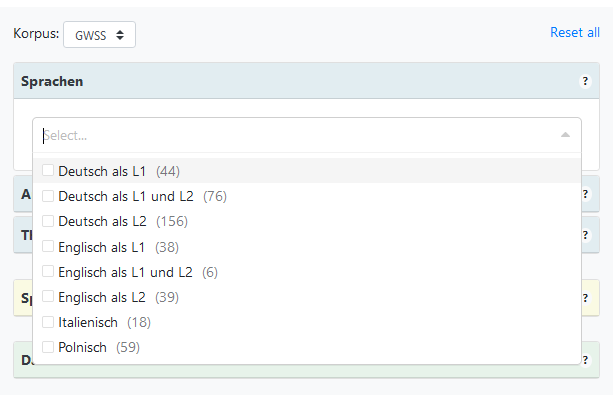 Korpus: GWSS Reset all
Sprachen ?
Select...
Deutsch als L1 (44)
Deutsch als L1 und L2 (76)
A ?
Deutsch als L2 (156)
?
Englisch als L1 (38)
Englisch als L1 und L2 (6)
Englisch als L2 (39)
Sp ?
Italienisch (18)
Polnisch (59)
?